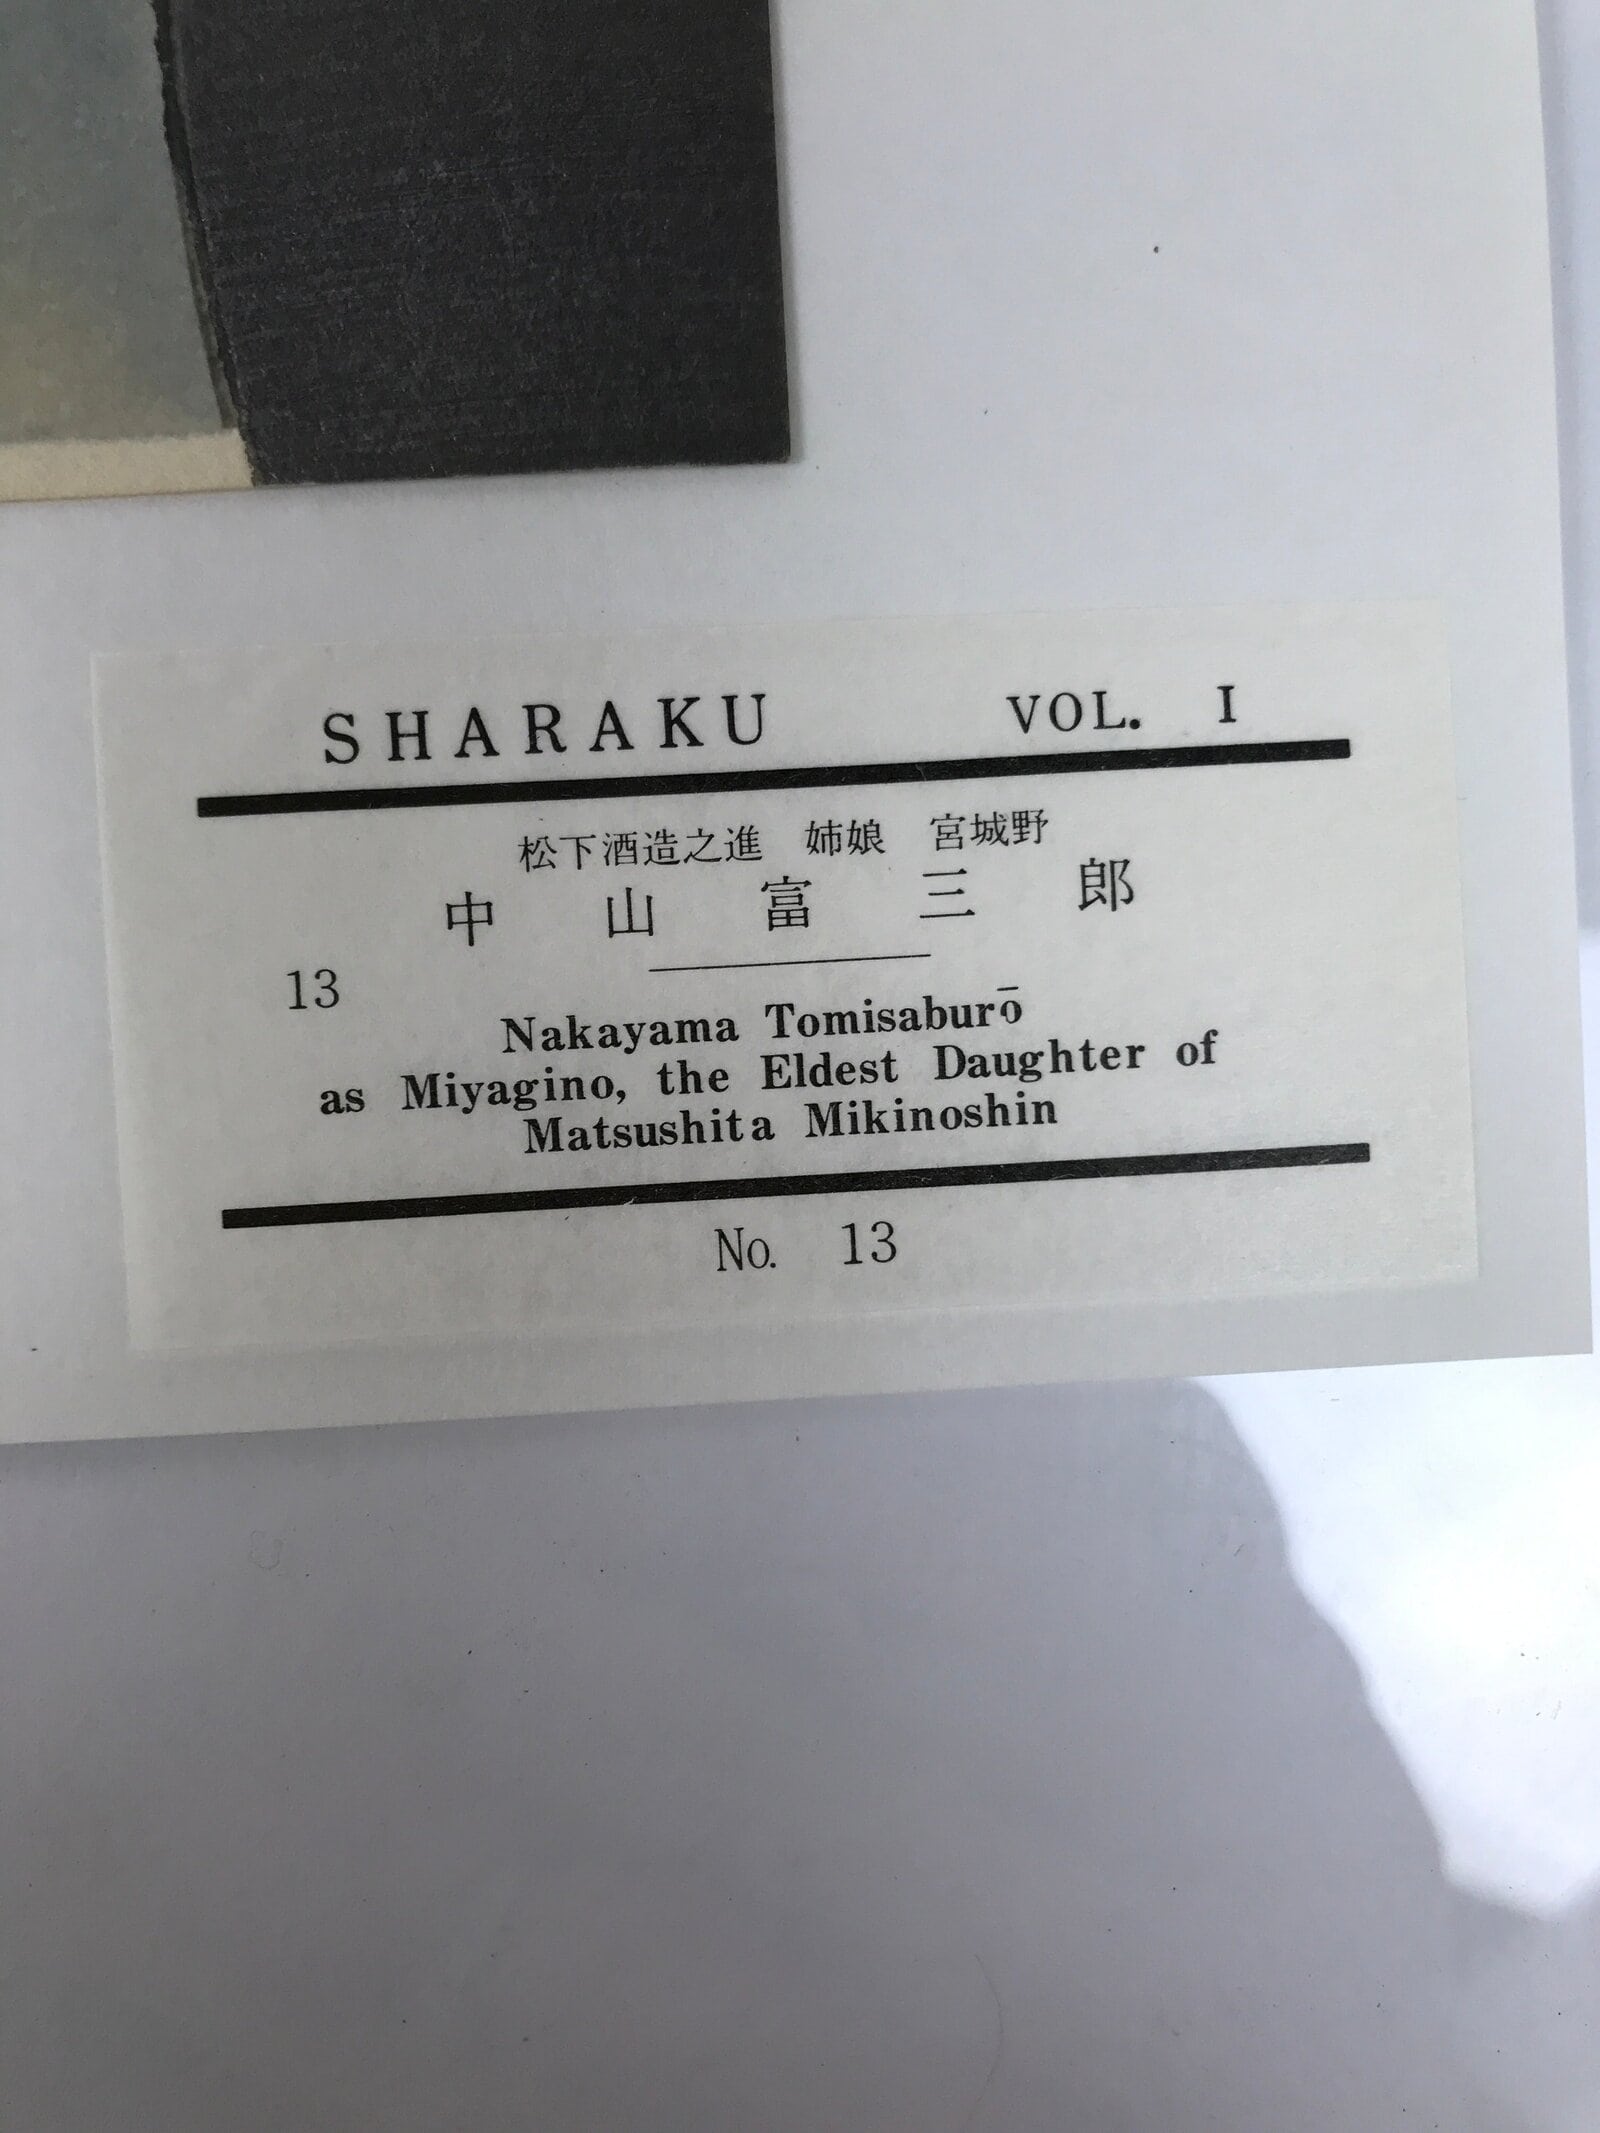 SHARAKU VOL. I
松下酒造之進 姉娘 宮城野
中山富三郎
13
Nakayama Tomisaburō
as Miyagino, the Eldest Daughter of
Matsushita Mikinoshin
No. 13